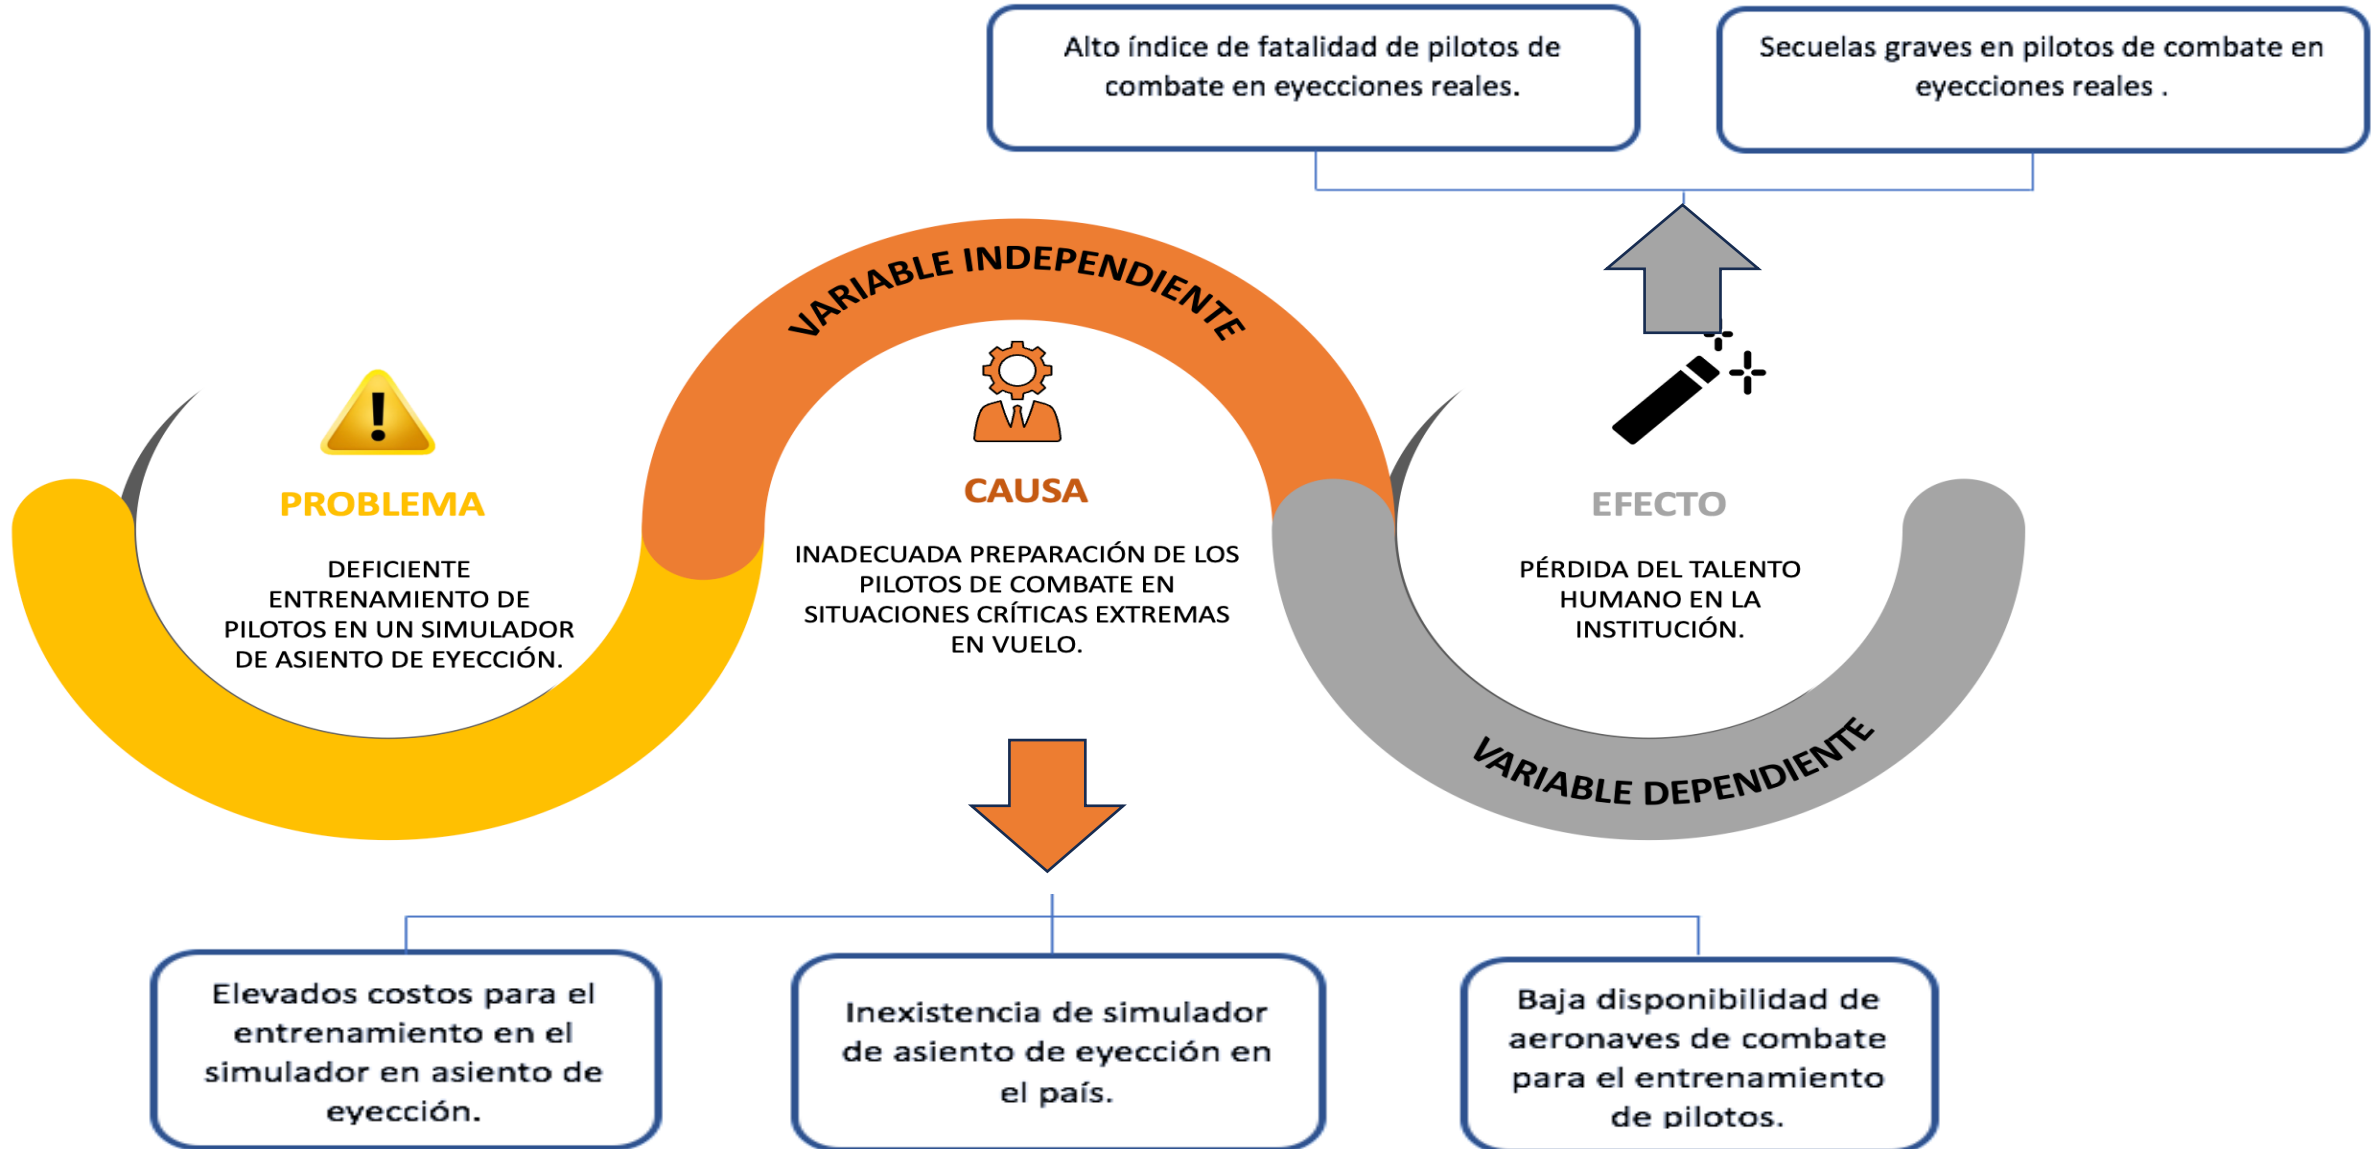 Alto índice de fatalidad de pilotos de
combate en eyecciones reales.
Secuelas graves en pilotos de combate en
eyecciones reales .
VARIABLE INDEPENDIENTE
PROBLEMA
DEFICIENTE
ENTRENAMIENTO DE
PILOTOS EN UN SIMULADOR
DE ASIENTO DE EYECCIÓN.
CAUSA
INADECUADA PREPARACIÓN DE LOS
PILOTOS DE COMBATE EN
SITUACIONES CRÍTICAS EXTREMAS
EN VUELO.
EFECTO
PÉRDIDA DEL TALENTO
HUMANO EN LA
INSTITUCIÓN.
VARIABLE DEPENDIENTE
Elevados costos para el
entrenamiento en el
simulador en asiento de
eyección.
Inexistencia de simulador
de asiento de eyección en
el país.
Baja disponibilidad de
aeronaves de combate
para el entrenamiento
de pilotos.